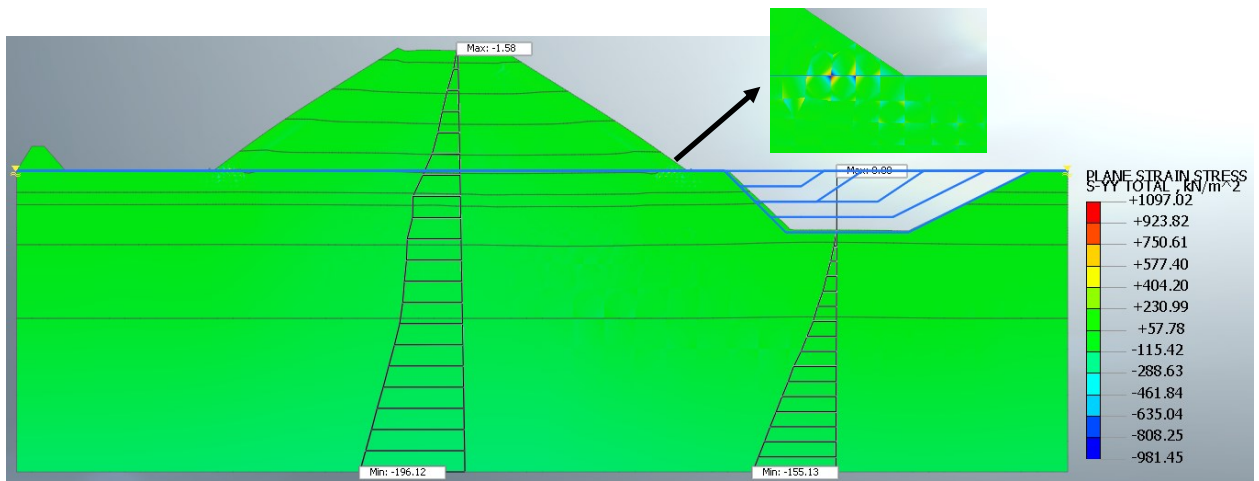 Max: -1.58
Max: 0.00
PLANE STRAIN STRESS
S-YY TOTAL , kN/m^2
+1097.02
+923.82
+750.61
+577.40
+404.20
+230.99
+57.78
-115.42
-288.63
-461.84
-635.04
-808.25
-981.45
Min: -196.12
Min: -155.13